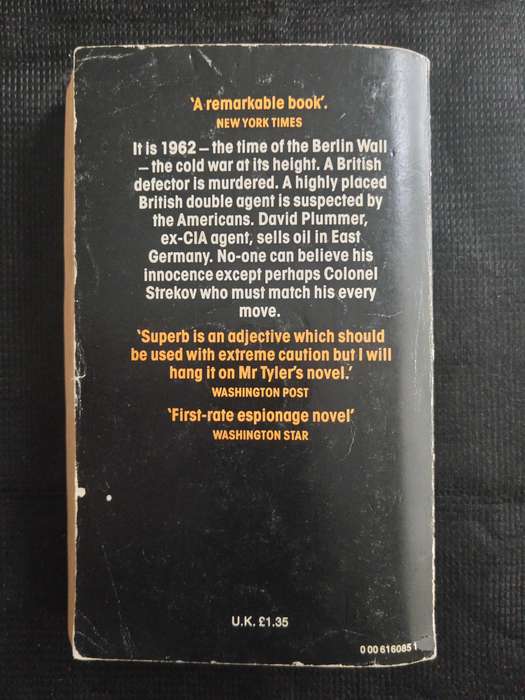 ‘A remarkable book’.
NEW YORK TIMES
It is 1962 – the time of the Berlin Wall
– the cold war at its height. A British
defector is murdered. A highly placed
British double agent is suspected by
the Americans. David Plummer,
ex-CIA agent, sells oil in East
Germany. No-one can believe his
innocence except perhaps Colonel
Strekov who must match his every
move.
‘Superb is an adjective which should
be used with extreme caution but I will
hang it on Mr Tyler’s novel.’
WASHINGTON POST
‘First-rate espionage novel’
WASHINGTON STAR
U.K. £1.35
0 00 616085 1